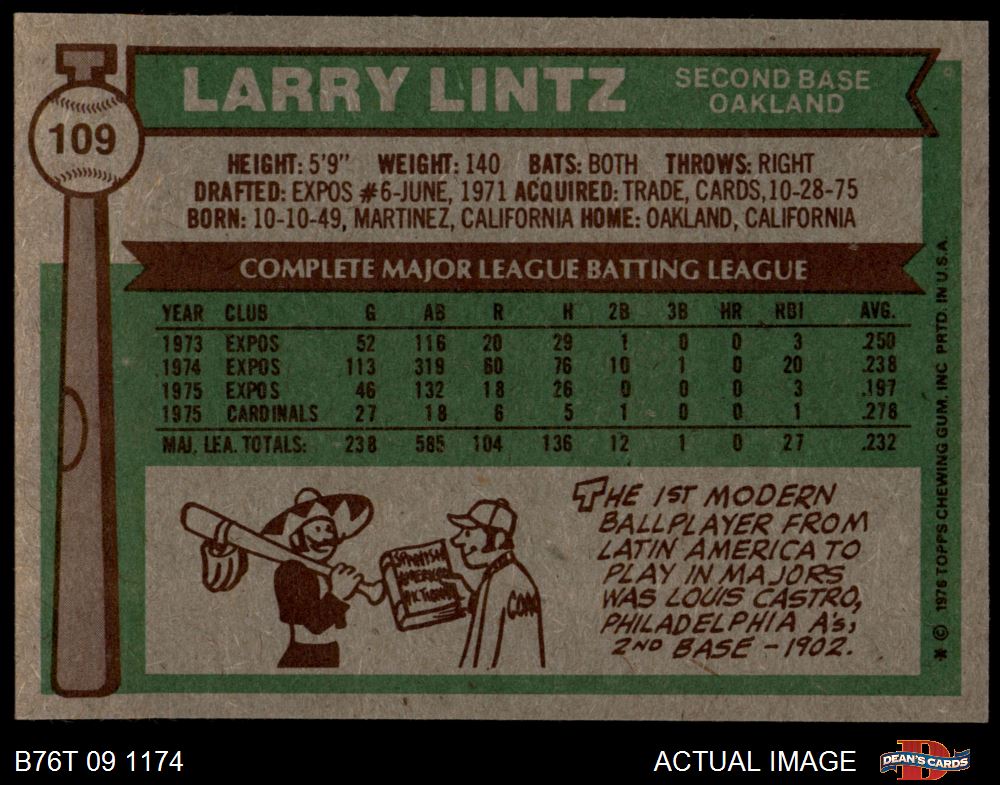 LARRY LINTZ
SECOND BASE
OAKLAND
109
HEIGHT: 5'9" WEIGHT: 140 BATS: BOTH THROWS: RIGHT
DRAFTED: EXPOS #6-JUNE, 1971 ACQUIRED: TRADE, CARDS, 10-28-75
BORN: 10-10-49, MARTINEZ, CALIFORNIA HOME: OAKLAND, CALIFORNIA
COMPLETE MAJOR LEAGUE BATTING LEAGUE
YEAR CLUB G AB R H 2B 3B HR RBI AVG.
1973 EXPOS 52 116 20 29 1 0 0 3 .250
1974 EXPOS 113 319 60 76 10 1 0 20 .238
1975 EXPOS 46 132 18 26 0 0 0 3 .197
1975 CARDINALS 27 18 6 5 1 0 0 1 .278
MAJ. LEA. TOTALS: 238 585 104 136 12 1 0 27 .232
SPANISH
AMERICAN
THE 1ST MODERN
BALLPLAYER FROM
LATIN AMERICA TO
PLAY IN MAJORS
WAS LOUIS CASTRO,
PHILADELPHIA A's,
2ND BASE - 1902.
* © 1976 TOPPS CHEWING GUM, INC PRTD. IN U.S.A.
B76T 09 1174
ACTUAL IMAGE
D
DEAN'S CARDS